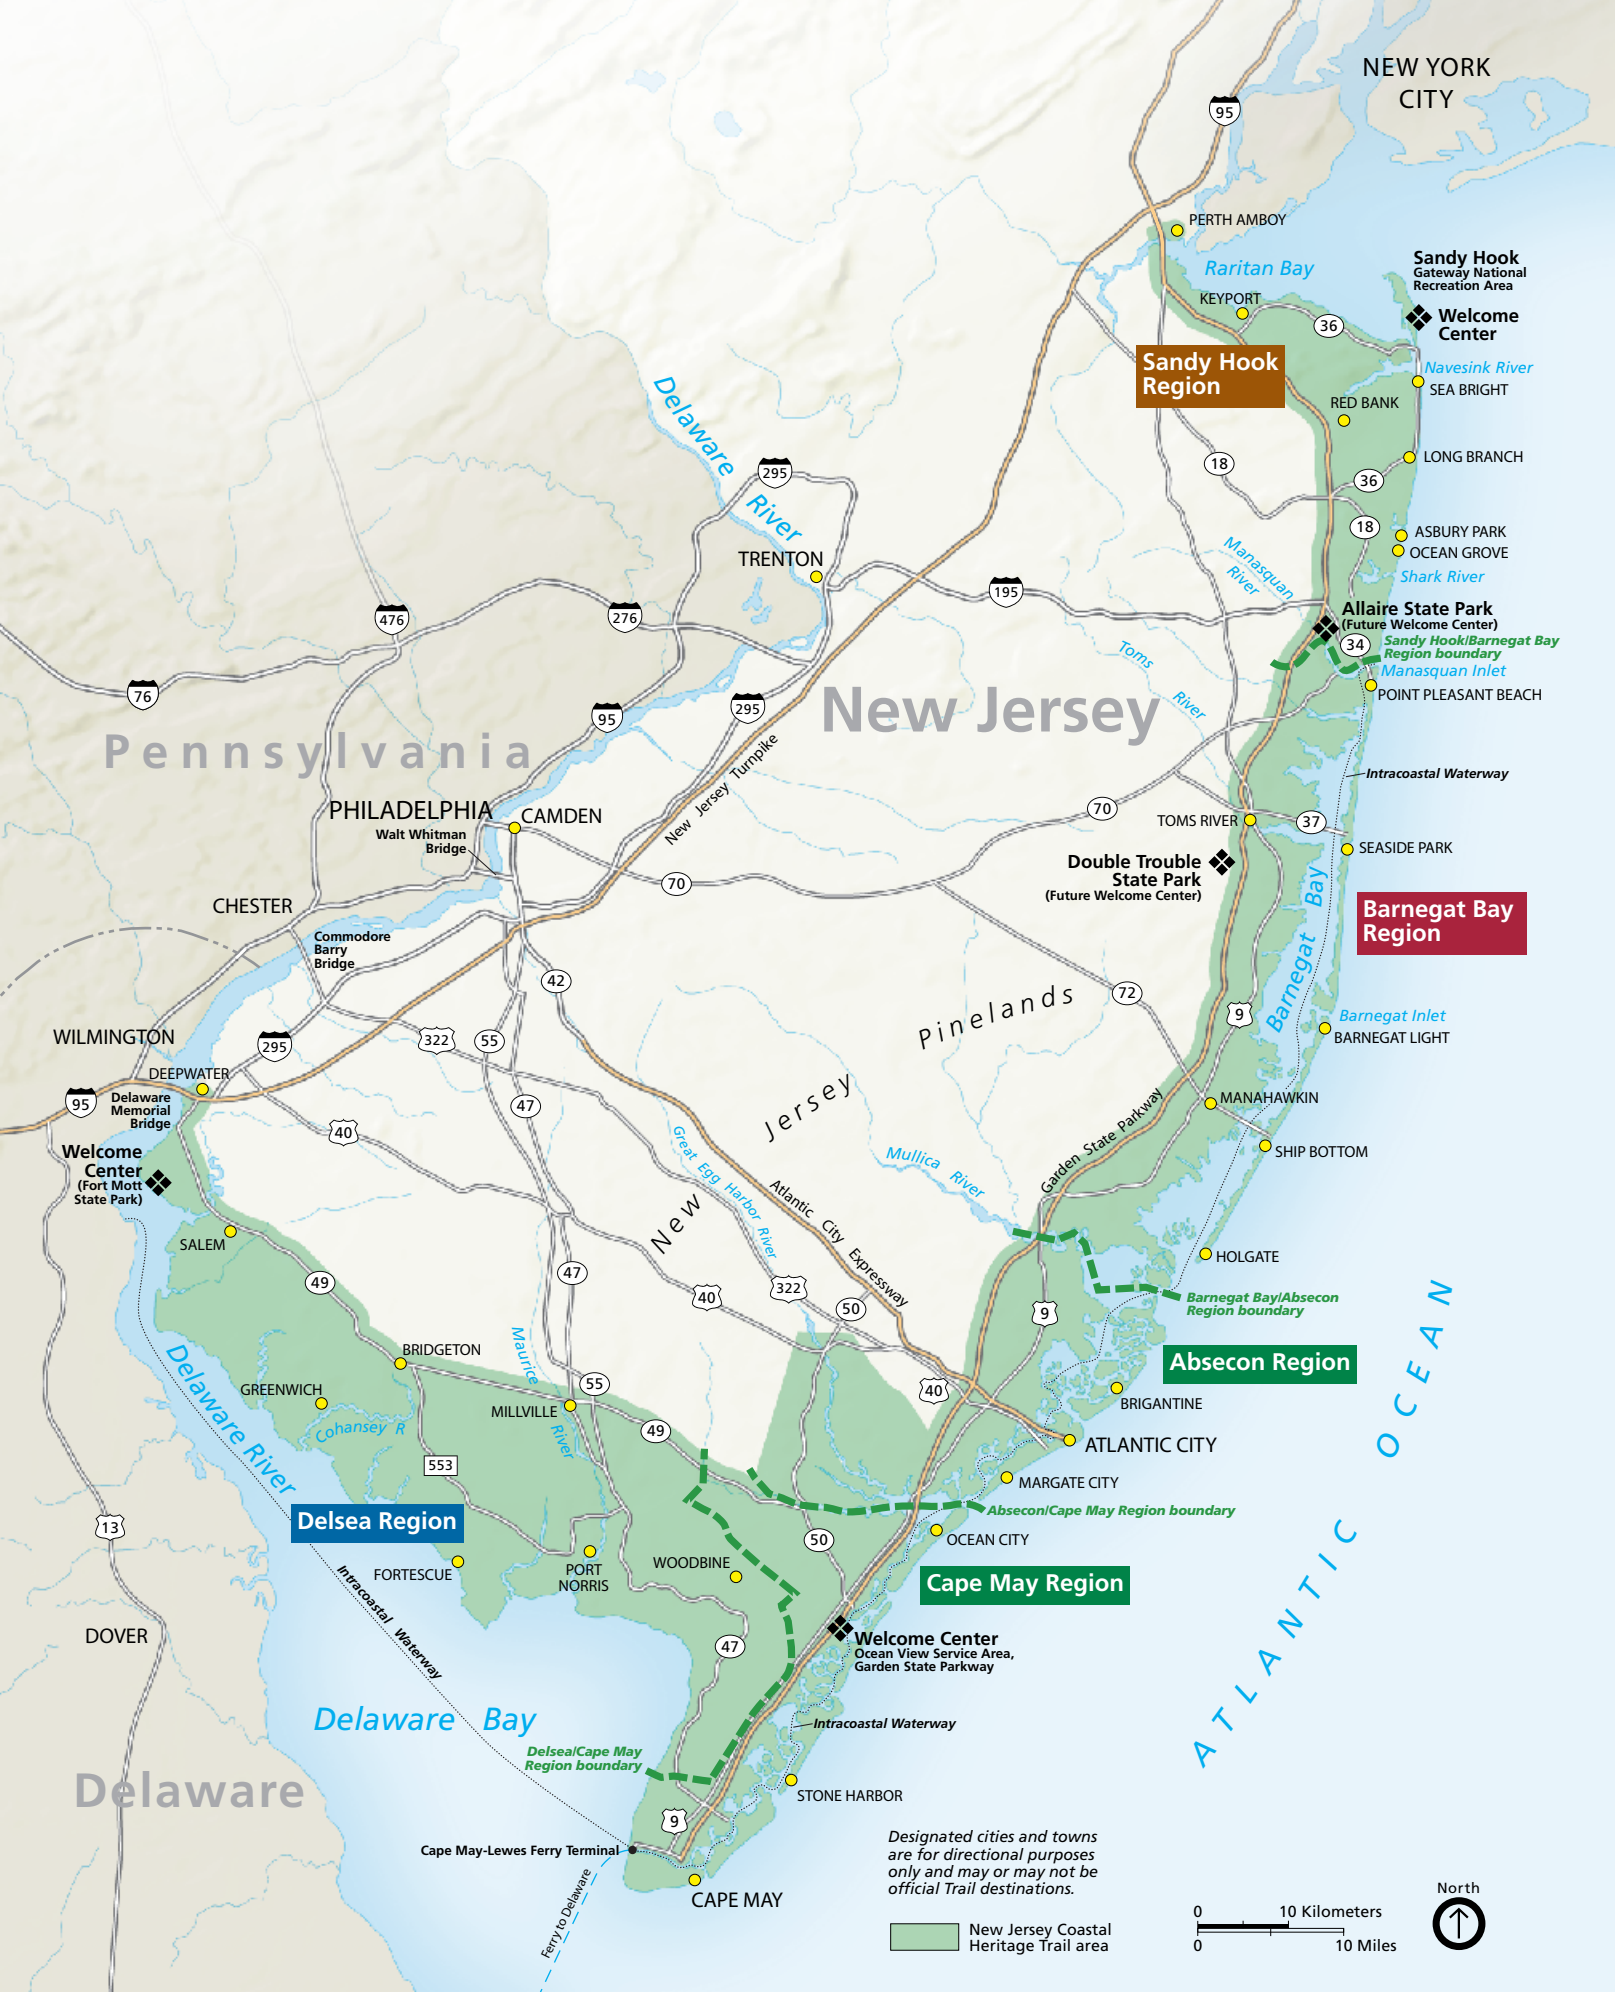 NEW YORK
CITY
95
PERTH AMBOY
Raritan Bay
Sandy Hook
Gateway National
Recreation Area
KEYPORT
36
Welcome
Center
Sandy Hook
Region
Navesink River
SEA BRIGHT
RED BANK
Delaware
River
18
LONG BRANCH
295
36
18
ASBURY PARK
OCEAN GROVE
Manasquan
River
TRENTON
Shark River
195
Allaire State Park
(Future Welcome Center)
476
276
34
Sandy Hook/Barnegat Bay
Region boundary
Toms
River
Manasquan Inlet
POINT PLEASANT BEACH
76
95
295
New Jersey
Pennsylvania
New Jersey Turnpike
Intracoastal Waterway
PHILADELPHIA
CAMDEN
70
TOMS RIVER
37
Walt Whitman
Bridge
SEASIDE PARK
Double Trouble
State Park
(Future Welcome Center)
70
CHESTER
Barnegat Bay
Barnegat Bay
Region
Commodore
Barry
Bridge
42
72
Pinelands
9
Barnegat Inlet
BARNEGAT LIGHT
WILMINGTON
295
322
55
DEEPWATER
95
Delaware
Memorial
Bridge
47
Jersey
MANAHAWKIN
Garden State Parkway
40
Great Egg Harbor River
Mullica River
SHIP BOTTOM
Welcome
Center
(Fort Mott
State Park)
New
Atlantic City Expressway
SALEM
HOLGATE
49
47
40
322
50
9
Barnegat Bay/Absecon
Region boundary
ATLANTIC OCEAN
Maurice
River
BRIDGETON
Absecon Region
Delaware River
GREENWICH
55
40
MILLVILLE
BRIGANTINE
Cohansey R
49
ATLANTIC CITY
553
MARGATE CITY
Absecon/Cape May Region boundary
13
Delsea Region
50
OCEAN CITY
FORTESCUE
PORT
NORRIS
WOODBINE
Cape May Region
Intracoastal Waterway
DOVER
47
Welcome Center
Ocean View Service Area,
Garden State Parkway
Delaware Bay
Intracoastal Waterway
Delsea/Cape May
Region boundary
Delaware
STONE HARBOR
9
Cape May-Lewes Ferry Terminal
Designated cities and towns
are for directional purposes
only and may or may not be
official Trail destinations.
Ferry to Delaware
CAPE MAY
North
New Jersey Coastal
Heritage Trail area
0 10 Kilometers
0 10 Miles